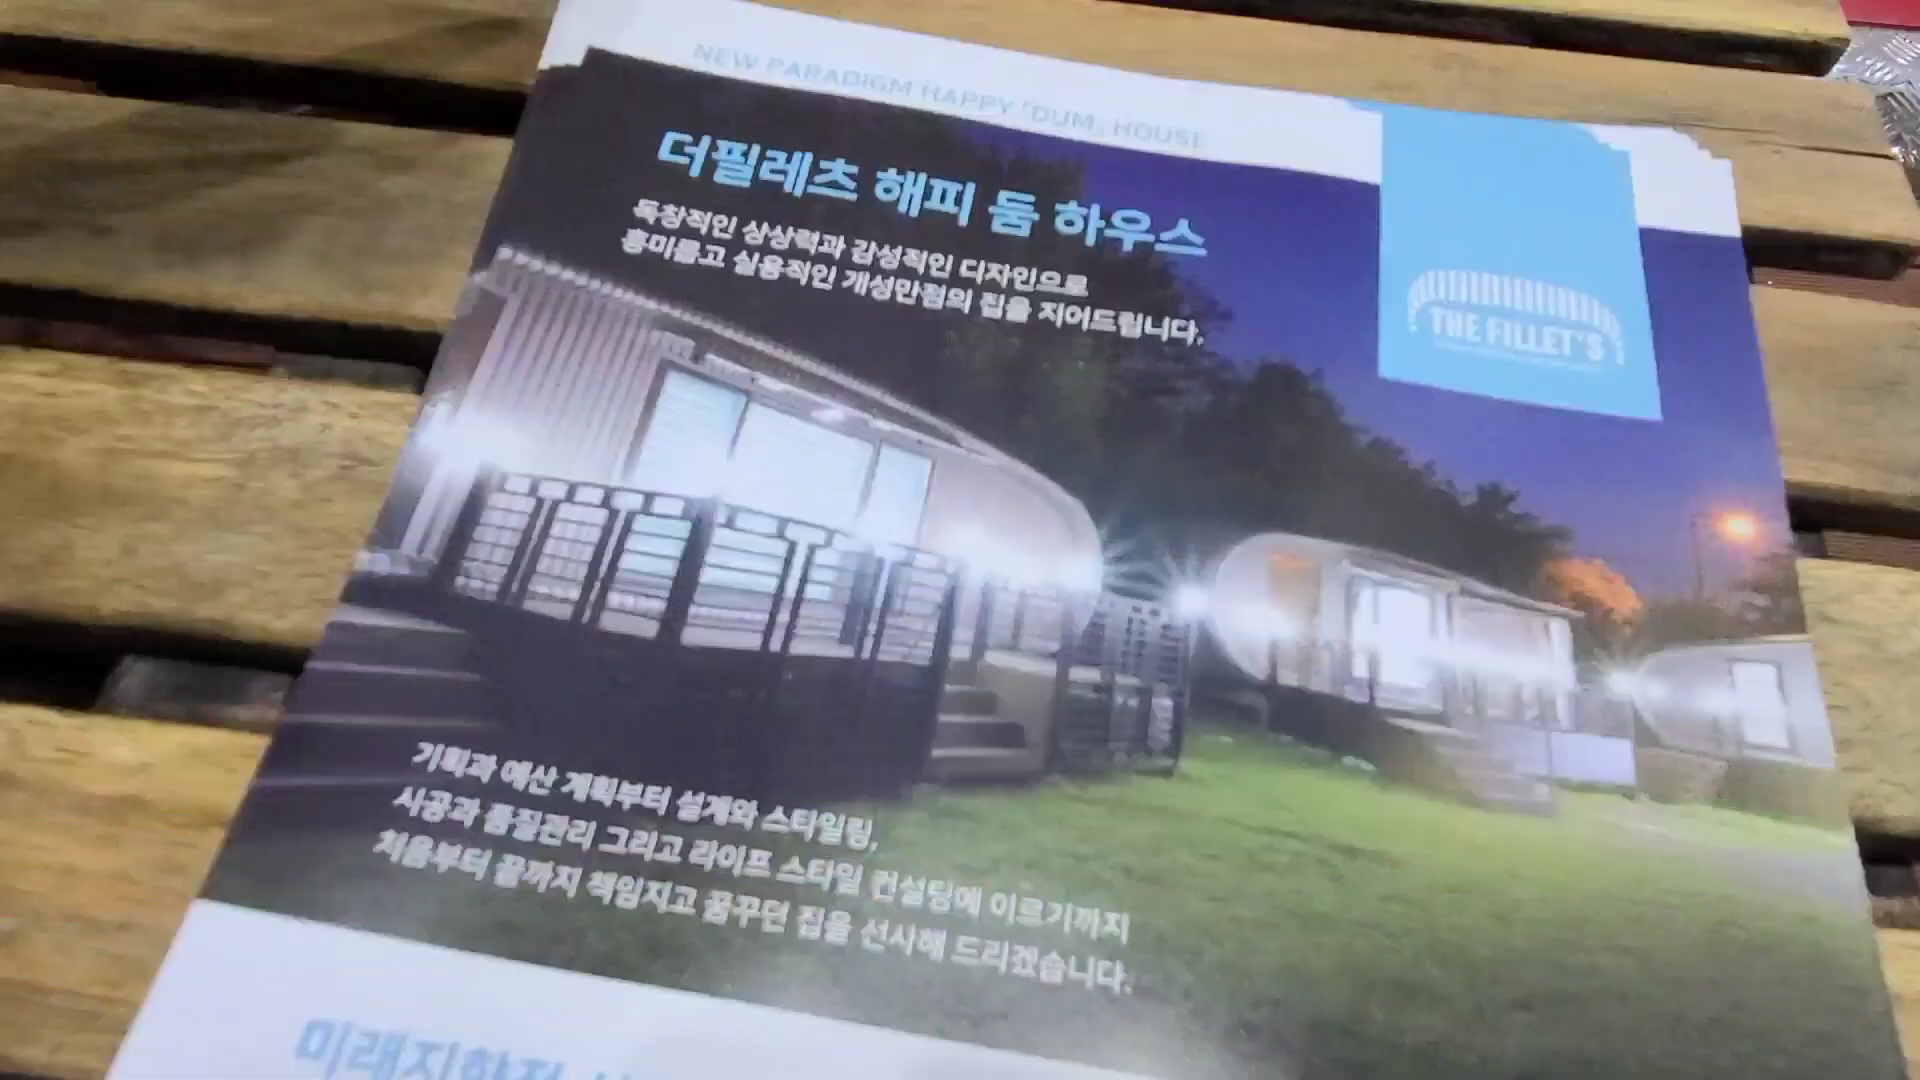 NEW PARADIGM HAPPY 「DUM」 HOUSE
더필레츠 해피 둠 하우스
독창적인 상상력과 감성적인 디자인으로
흥미롭고 실용적인 개성만점의 집을 지어드립니다.
THE FILLET'S
기획과 예산 계획부터 설계와 스타일링,
시공과 품질관리 그리고 라이프 스타일 컨설팅에 이르기까지
처음부터 끝까지 책임지고 꿈꾸던 집을 선사해 드리겠습니다.
미래지향적